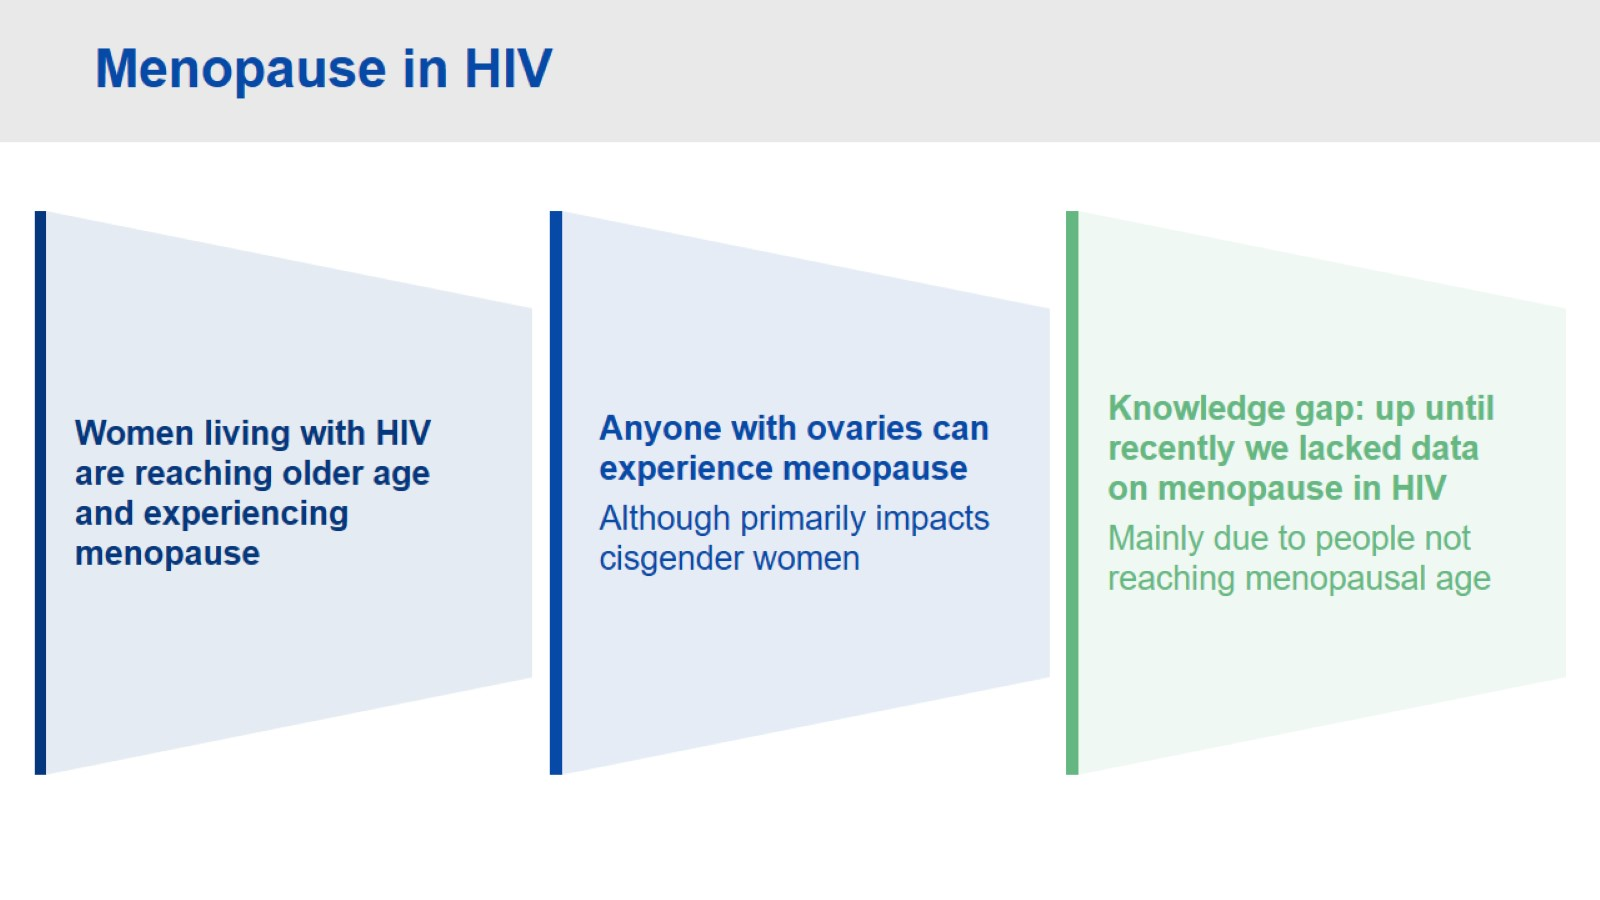 Menopause in HIV
Women living with HIV
are reaching older age
and experiencing
menopause
Anyone with ovaries can
experience menopause
Although primarily impacts
cisgender women
Knowledge gap: up until
recently we lacked data
on menopause in HIV
Mainly due to people not
reaching menopausal age